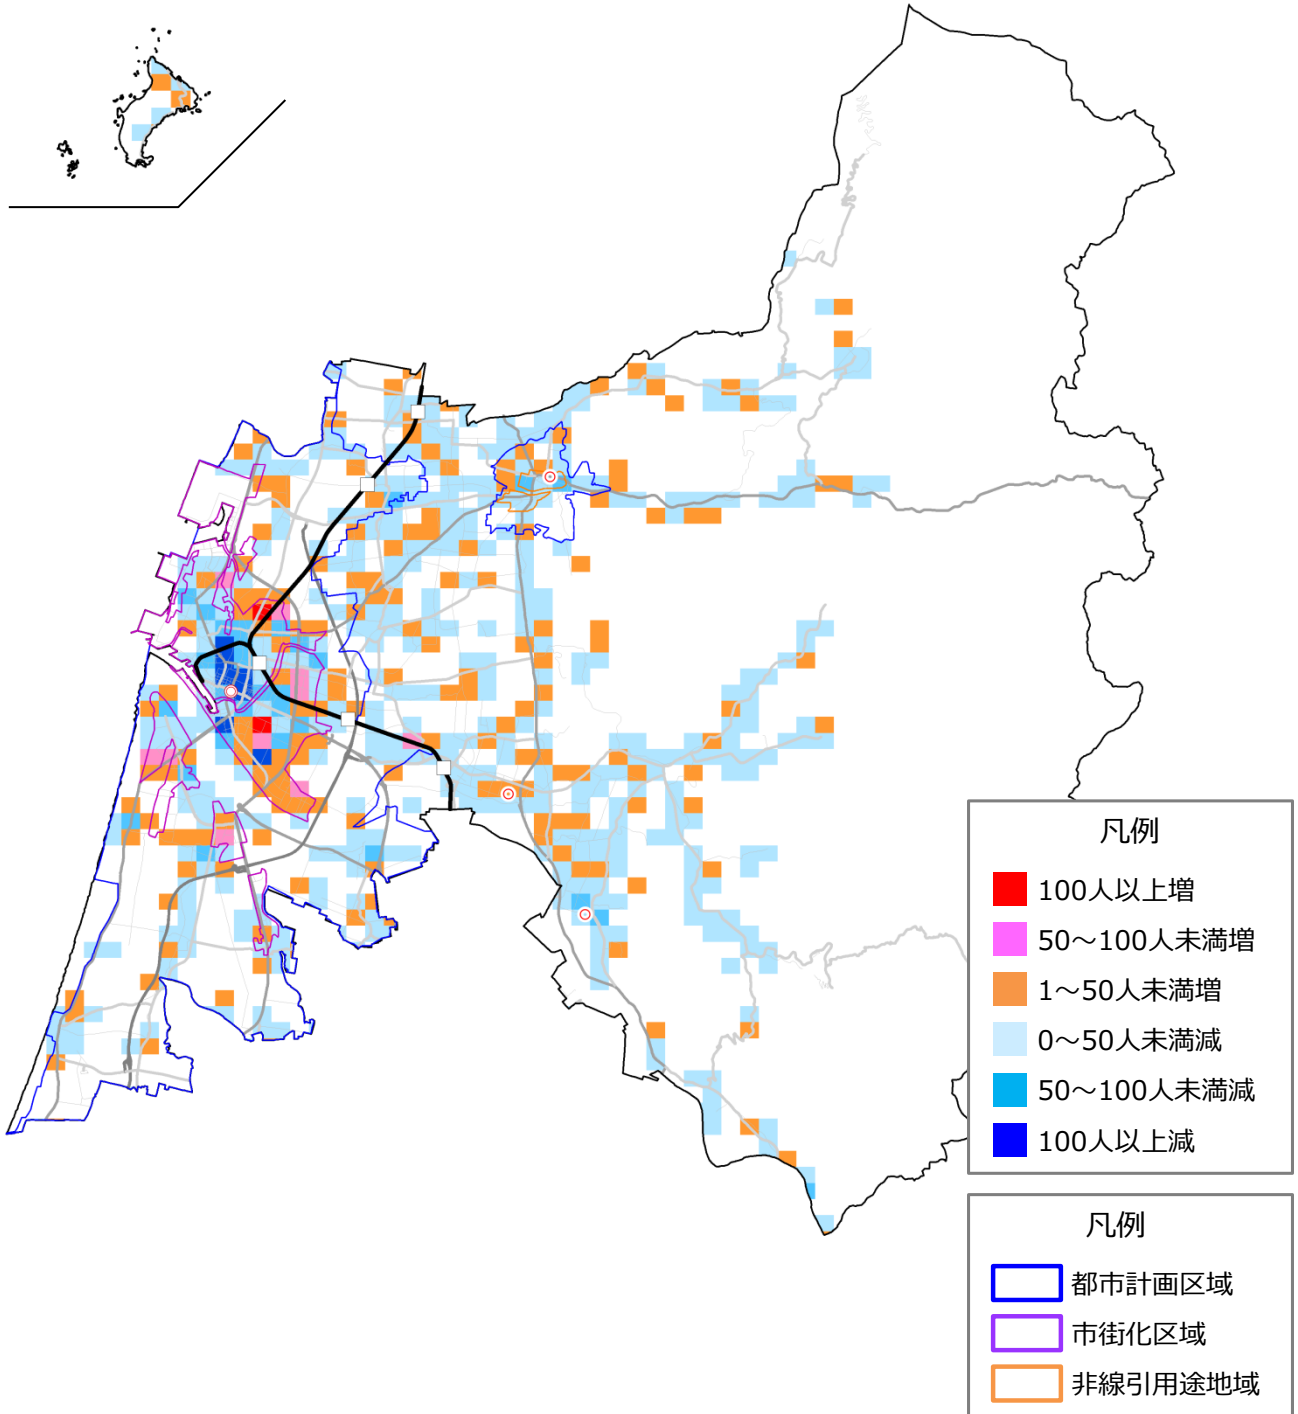 凡例
100人以上増
50～100人未満増
1～50人未満増
0～50人未満減
50～100人未満減
100人以上減
凡例
都市計画区域
市街化区域
非線引用途地域